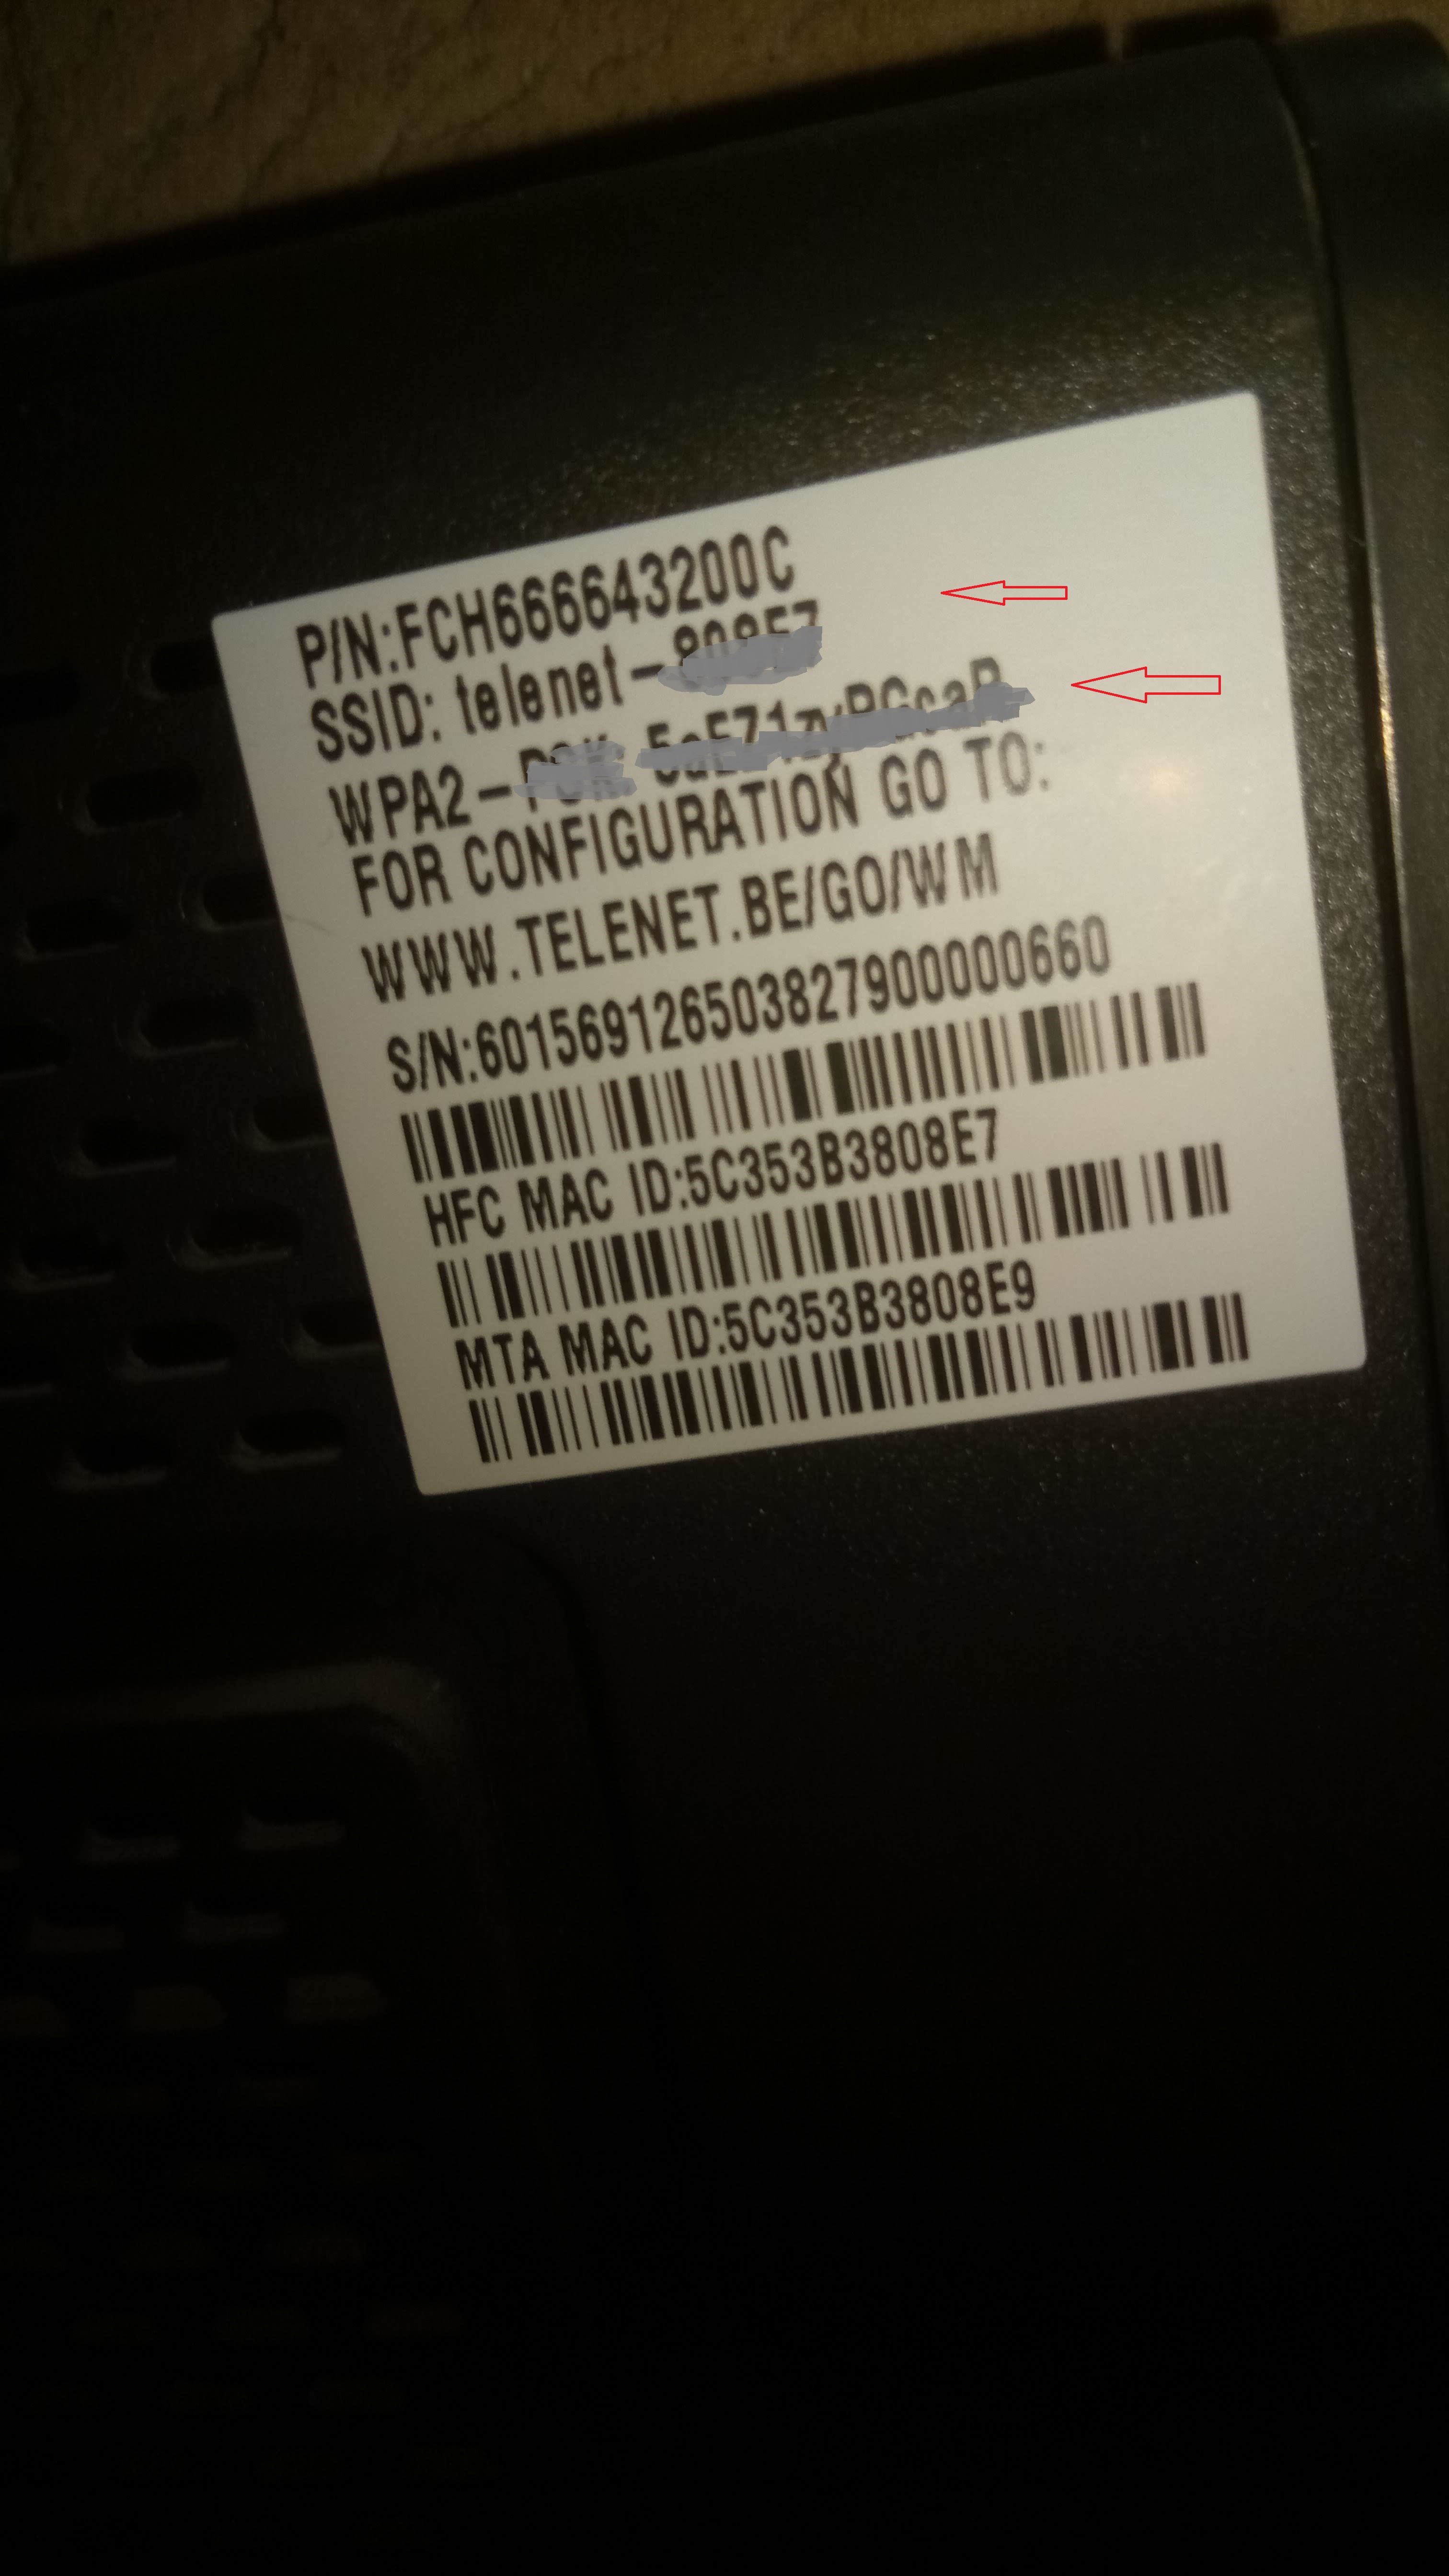 P/N:FCH666643200C
SSID: telenet-
WPA2-
FOR CONFIGURATION GO TO:
WWW.TELENET.BE/GO/WM
S/N:601569126503827900000660
HFC MAC ID:5C353B3808E7
MTA MAC ID:5C353B3808E9